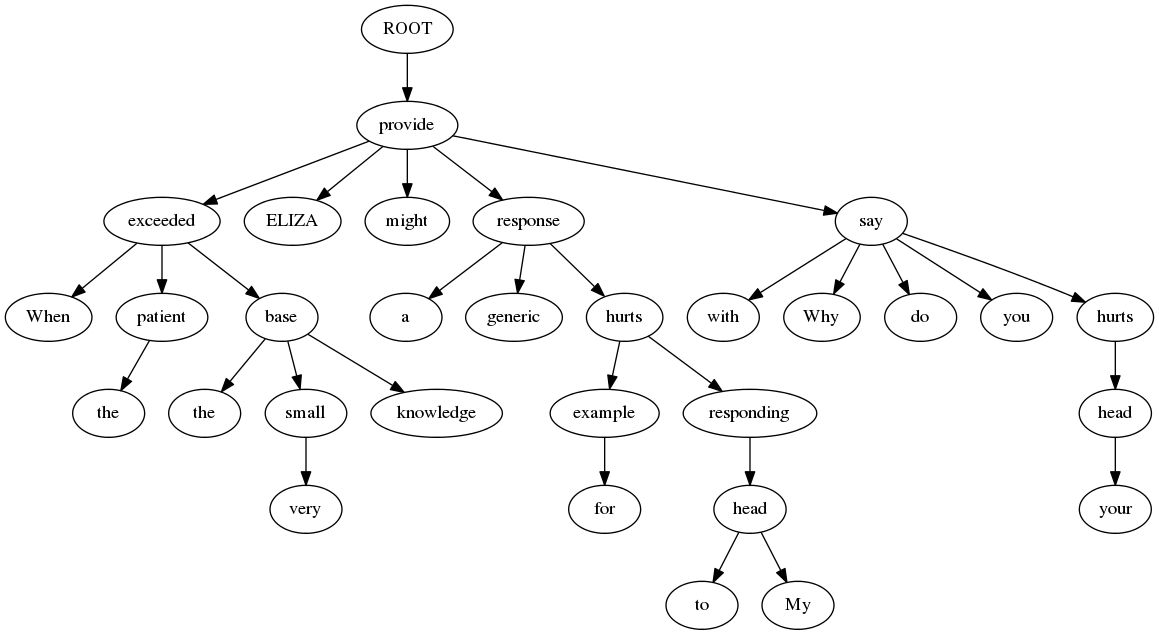 ROOT
provide
exceeded ELIZA might response say
When patient base a generic hurts with Why do you hurts
the the small knowledge example responding head
very for head your
to My